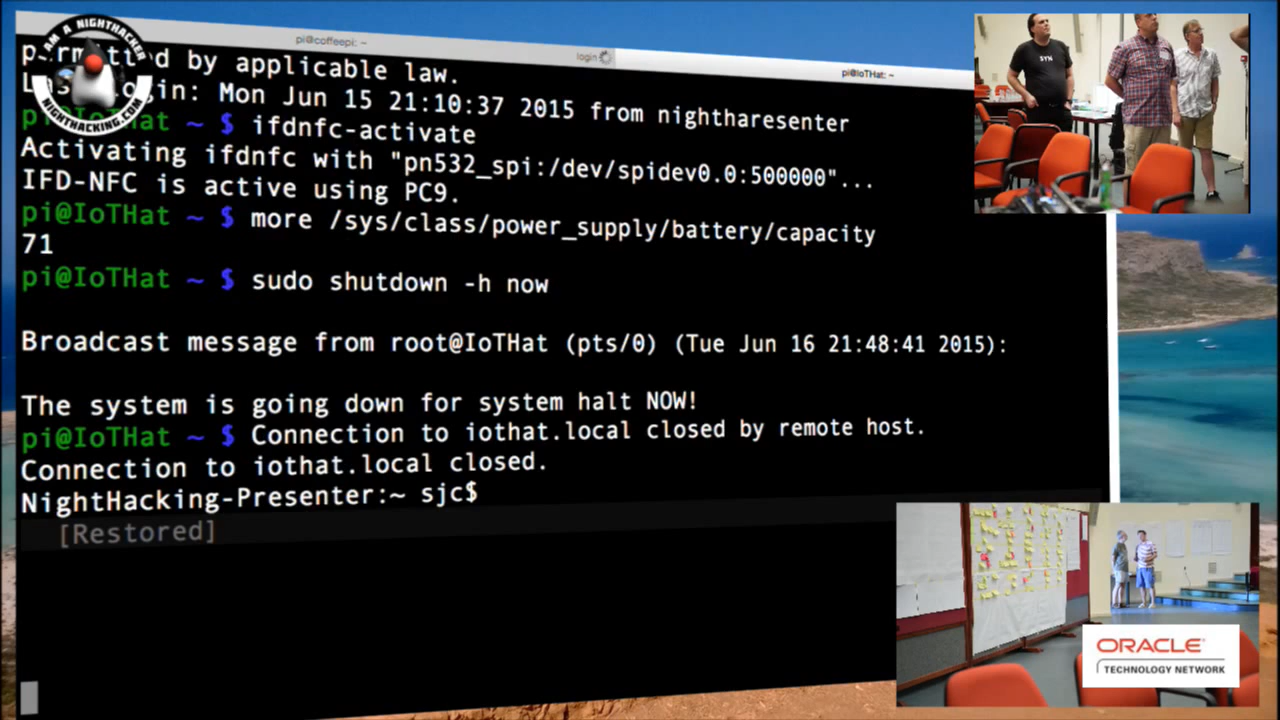 I AM A NIGHTHACKER
NIGHTHACKING.COM
pi@coffeepi: ~
login
pi@IoTHat: ~
permitted by applicable law.
Last login: Mon Jun 15 21:10:37 2015 from nightharesenter
pi@IoTHat ~ $ ifdnfc-activate
Activating ifdnfc with "pn532_spi:/dev/spidev0.0:500000"...
IFD-NFC is active using PC9.
pi@IoTHat ~ $ more /sys/class/power_supply/battery/capacity
71
pi@IoTHat ~ $ sudo shutdown -h now
Broadcast message from root@IoTHat (pts/0) (Tue Jun 16 21:48:41 2015):
The system is going down for system halt NOW!
pi@IoTHat ~ $ Connection to iothat.local closed by remote host.
Connection to iothat.local closed.
NightHacking-Presenter:~ sjc$
[Restored]
SYN
ORACLE
TECHNOLOGY NETWORK